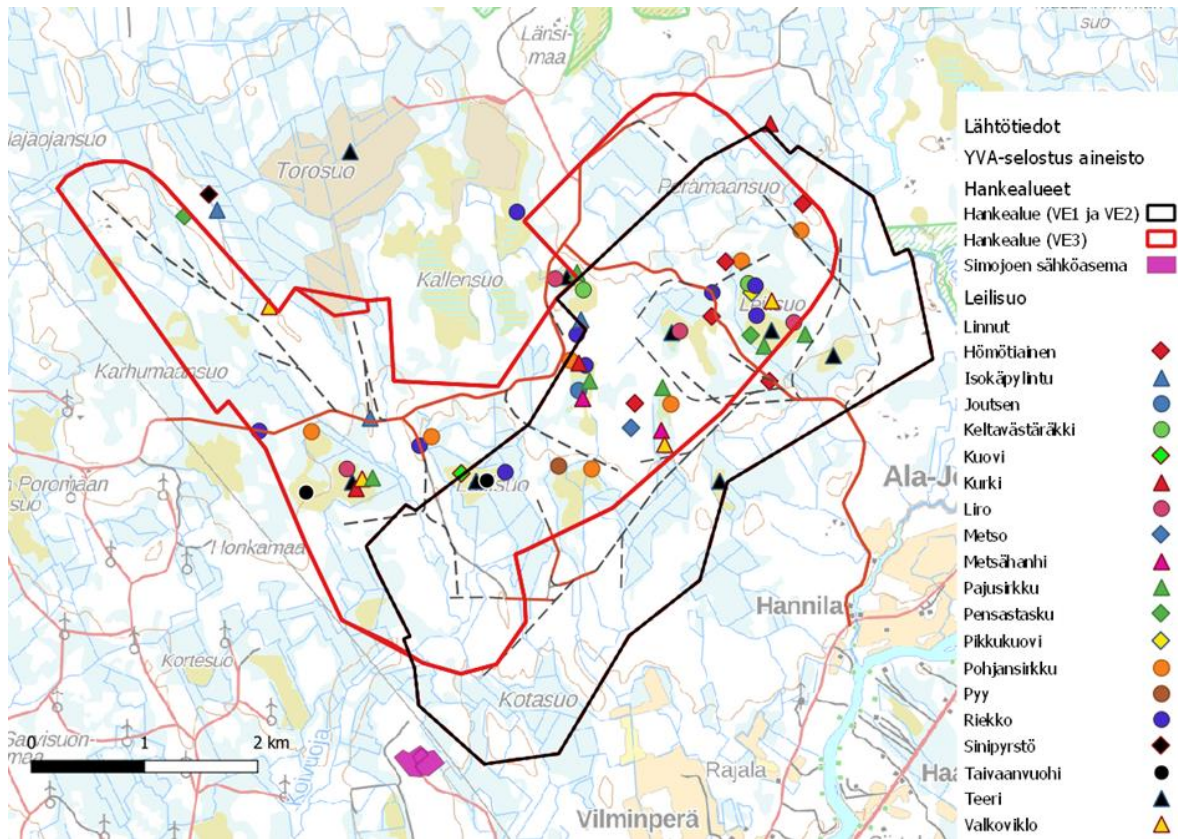 Länsi-
maa
suo
ajaojansuo
Torosuo
Perämaansuo
Kallensuo
Leilisuo
Karhumaansuo
n Poromaan
suo
Honkamaa
Ala-Jo
Hannila
Kortesuo
Kotasuo
Koivuoja
maa
Rajala
Vilminperä
0 1 2 km
Lähtötiedot
YVA-selostus aineisto
Hankealueet
Hankealue (VE1 ja VE2)
Hankealue (VE3)
Simojoen sähköasema
Leilisuo
Linnut
Hömötiainen
Isokäpylintu
Joutsen
Keltavästäräkki
Kuovi
Kurki
Liro
Metso
Metsähanhi
Pajusirkku
Pensastasku
Pikkukuovi
Pohjansirkku
Pyy
Riekko
Sinipyrstö
Taivaanvuohi
Teeri
Valkoviklo